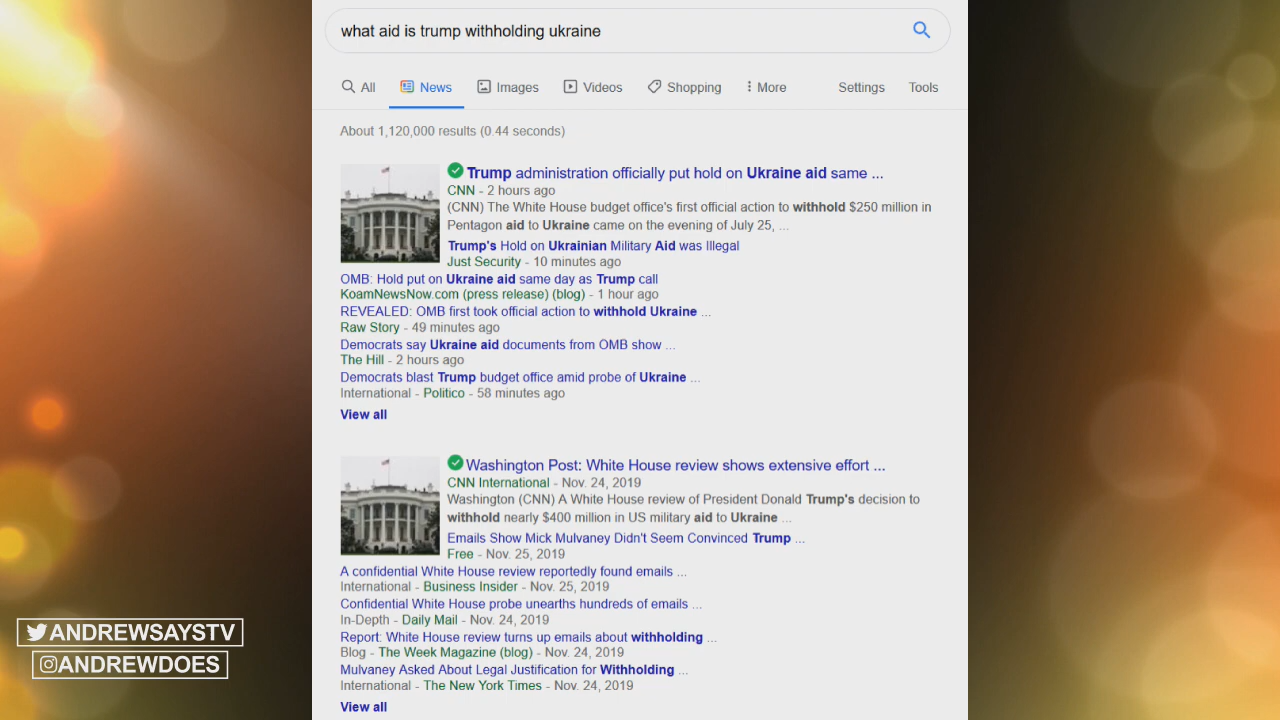 what aid is trump withholding ukraine
All News Images Videos Shopping More Settings Tools
About 1,120,000 results (0.44 seconds)
Trump administration officially put hold on Ukraine aid same ...
CNN - 2 hours ago
(CNN) The White House budget office's first official action to withhold $250 million in
Pentagon aid to Ukraine came on the evening of July 25, ...
Trump's Hold on Ukrainian Military Aid was Illegal
Just Security - 10 minutes ago
OMB: Hold put on Ukraine aid same day as Trump call
KoamNewsNow.com (press release) (blog) - 1 hour ago
REVEALED: OMB first took official action to withhold Ukraine ...
Raw Story - 49 minutes ago
Democrats say Ukraine aid documents from OMB show ...
The Hill - 2 hours ago
Democrats blast Trump budget office amid probe of Ukraine ...
International - Politico - 58 minutes ago
View all
Washington Post: White House review shows extensive effort ...
CNN International - Nov. 24, 2019
Washington (CNN) A White House review of President Donald Trump's decision to
withhold nearly $400 million in US military aid to Ukraine ...
Emails Show Mick Mulvaney Didn't Seem Convinced Trump ...
Free - Nov. 25, 2019
A confidential White House review reportedly found emails ...
International - Business Insider - Nov. 25, 2019
Confidential White House probe unearths hundreds of emails ...
In-Depth - Daily Mail - Nov. 24, 2019
Report: White House review turns up emails about withholding ...
Blog - The Week Magazine (blog) - Nov. 24, 2019
Mulvaney Asked About Legal Justification for Withholding ...
International - The New York Times - Nov. 24, 2019
View all
ANDREWSAYSTV
@ANDREWDOES